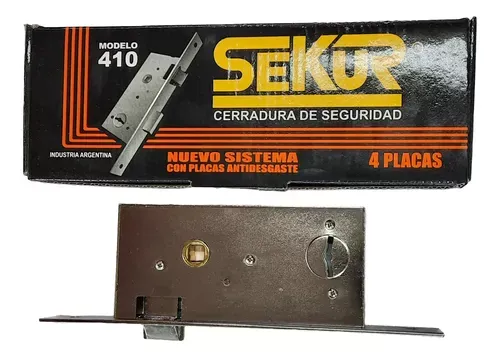 MODELO
410
SEKUR
CERRADURA DE SEGURIDAD
INDUSTRIA ARGENTINA
NUEVO SISTEMA
CON PLACAS ANTIDESGASTE
4 PLACAS